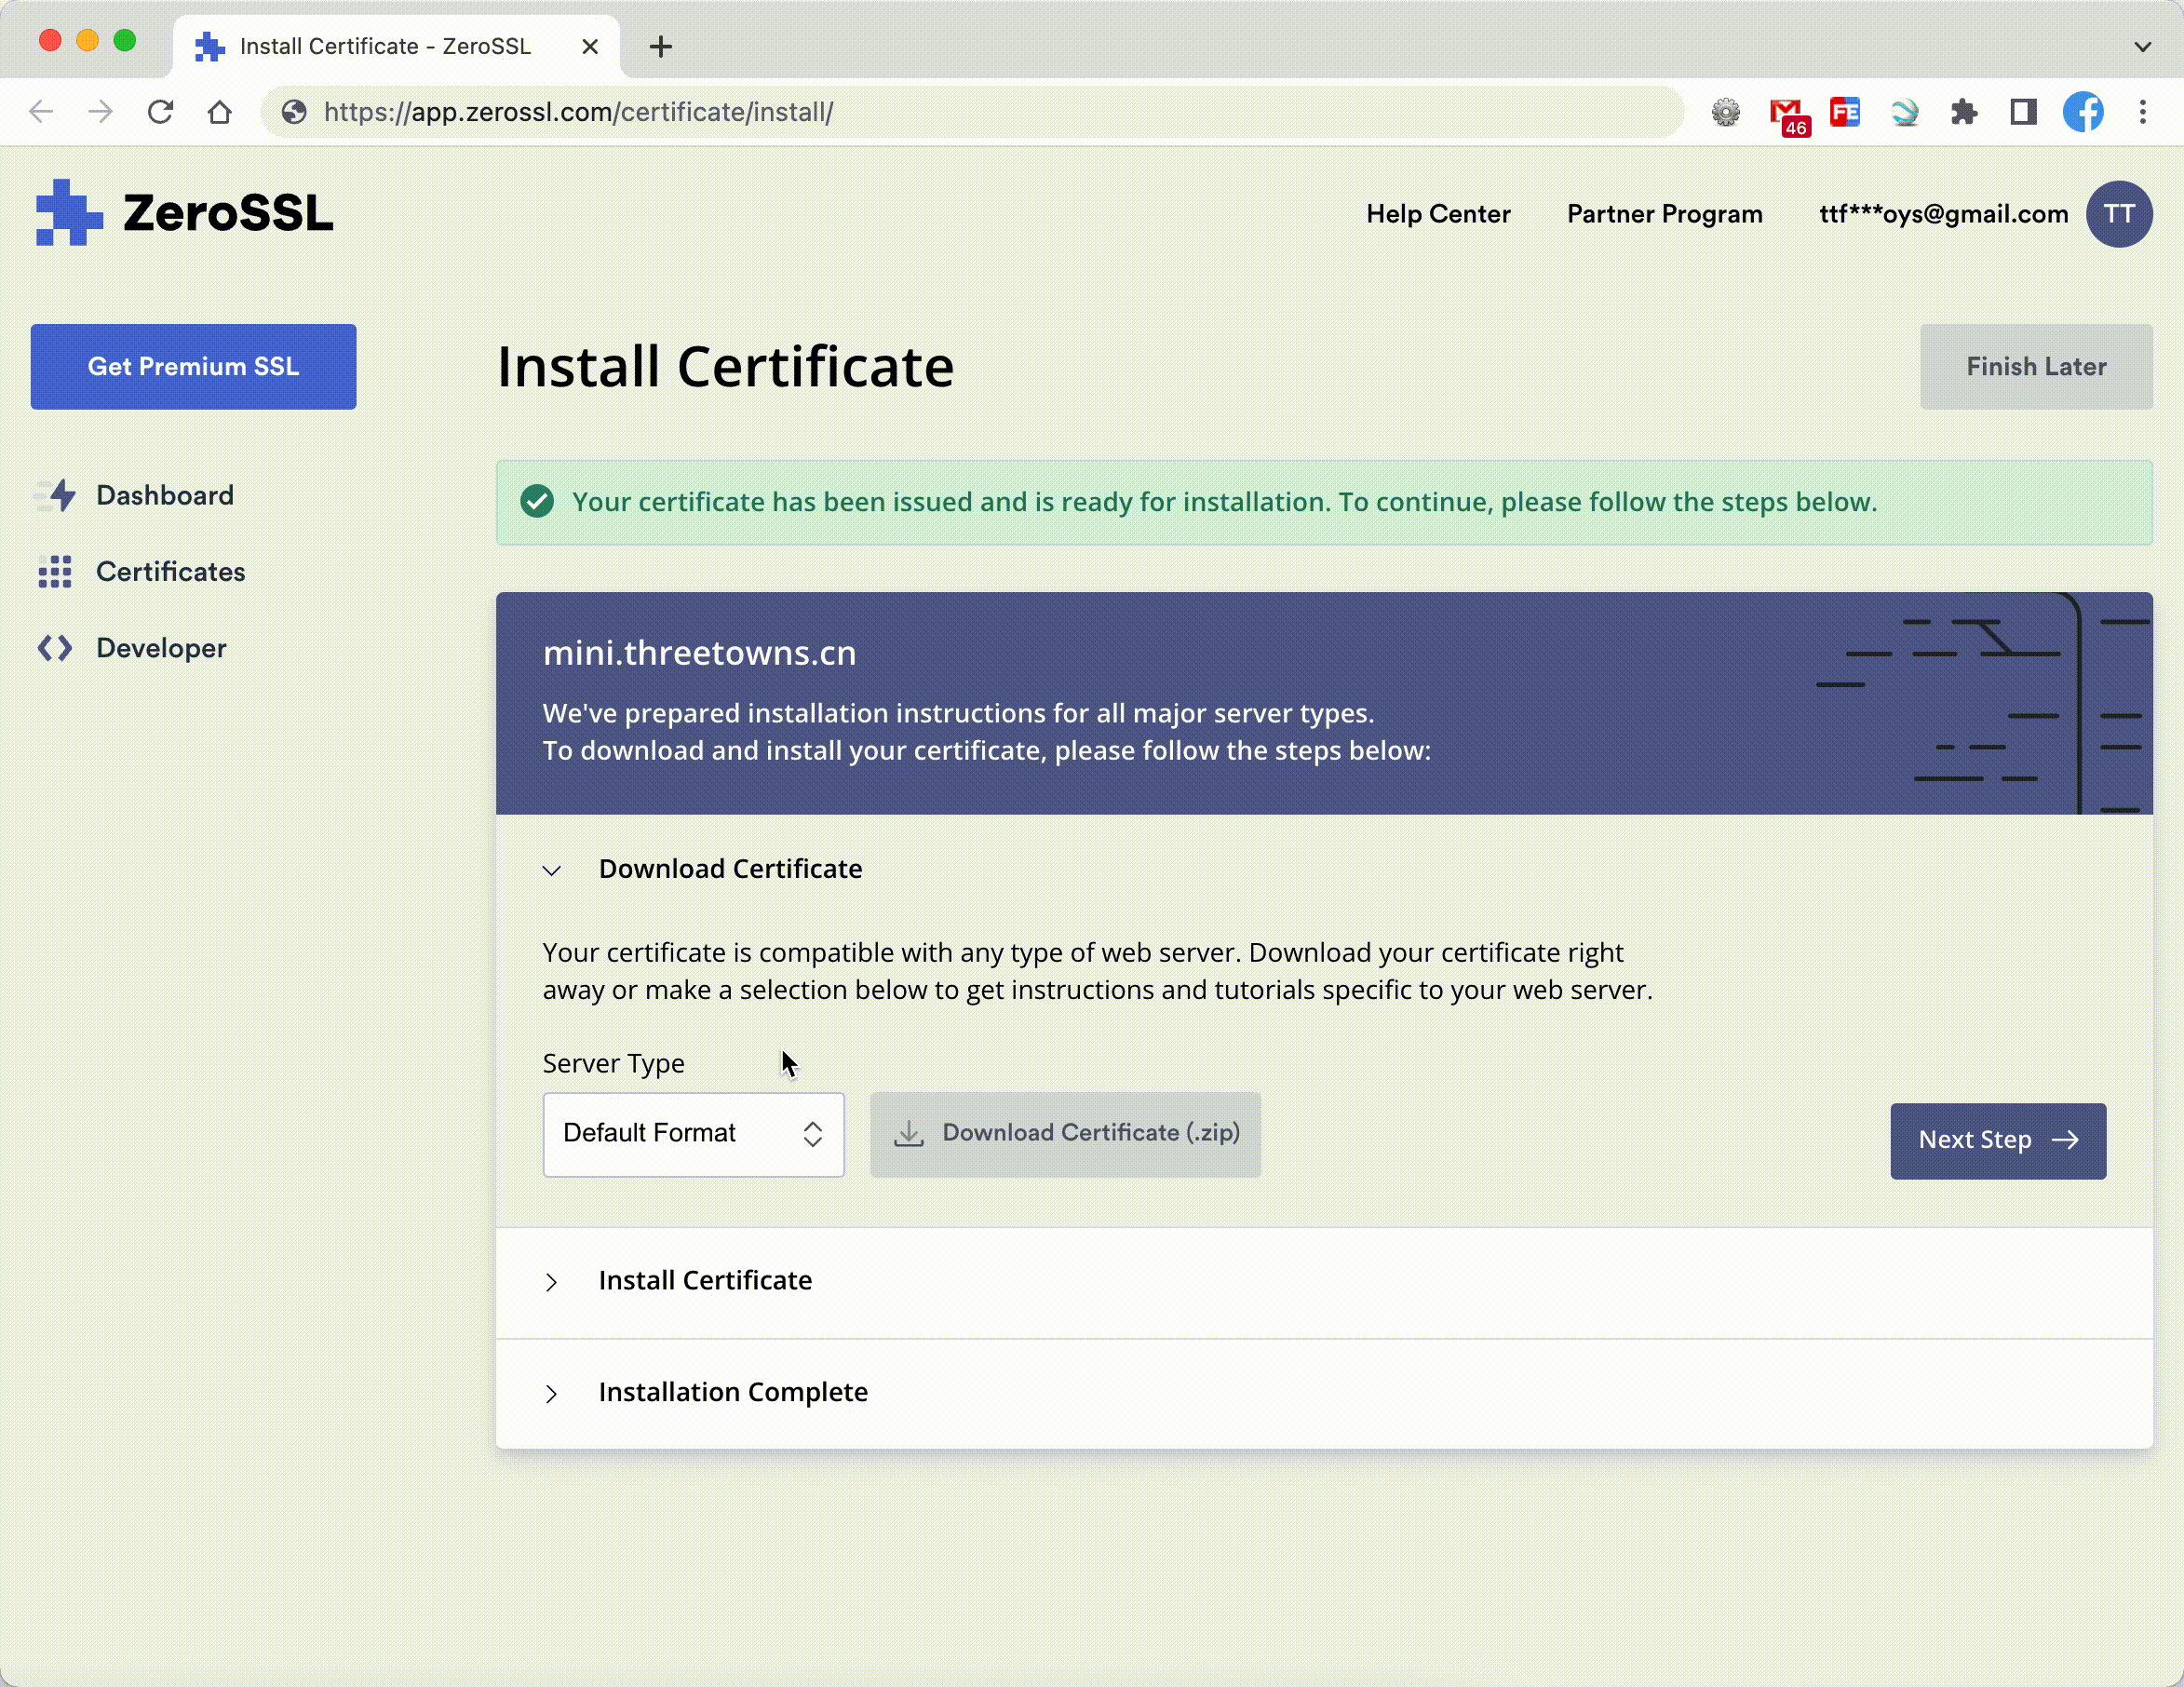 Install Certificate - ZeroSSL
https://app.zerossl.com/certificate/install/
46
FE
ZeroSSL
Help Center
Partner Program
ttf***oys@gmail.com
TT
Get Premium SSL
Install Certificate
Finish Later
Dashboard
Certificates
Developer
Your certificate has been issued and is ready for installation. To continue, please follow the steps below.
mini.threetowns.cn
We've prepared installation instructions for all major server types.
To download and install your certificate, please follow the steps below:
Download Certificate
Your certificate is compatible with any type of web server. Download your certificate right
away or make a selection below to get instructions and tutorials specific to your web server.
Server Type
Default Format
Download Certificate (.zip)
Next Step
Install Certificate
Installation Complete